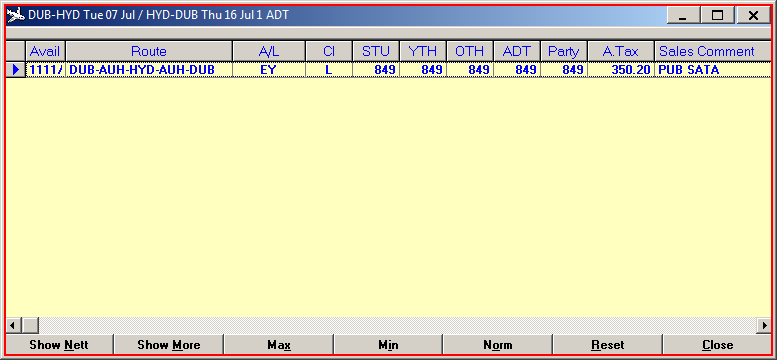 DUB-HYD Tue 07 Jul / HYD-DUB Thu 16 Jul 1 ADT
Avail Route A/L Cl STU YTH OTH ADT Party A.Tax Sales Comment
1111/ DUB-AUH-HYD-AUH-DUB EY L 849 849 849 849 849 350.20 PUB SATA
Show Nett Show More Max Min Norm Reset Close